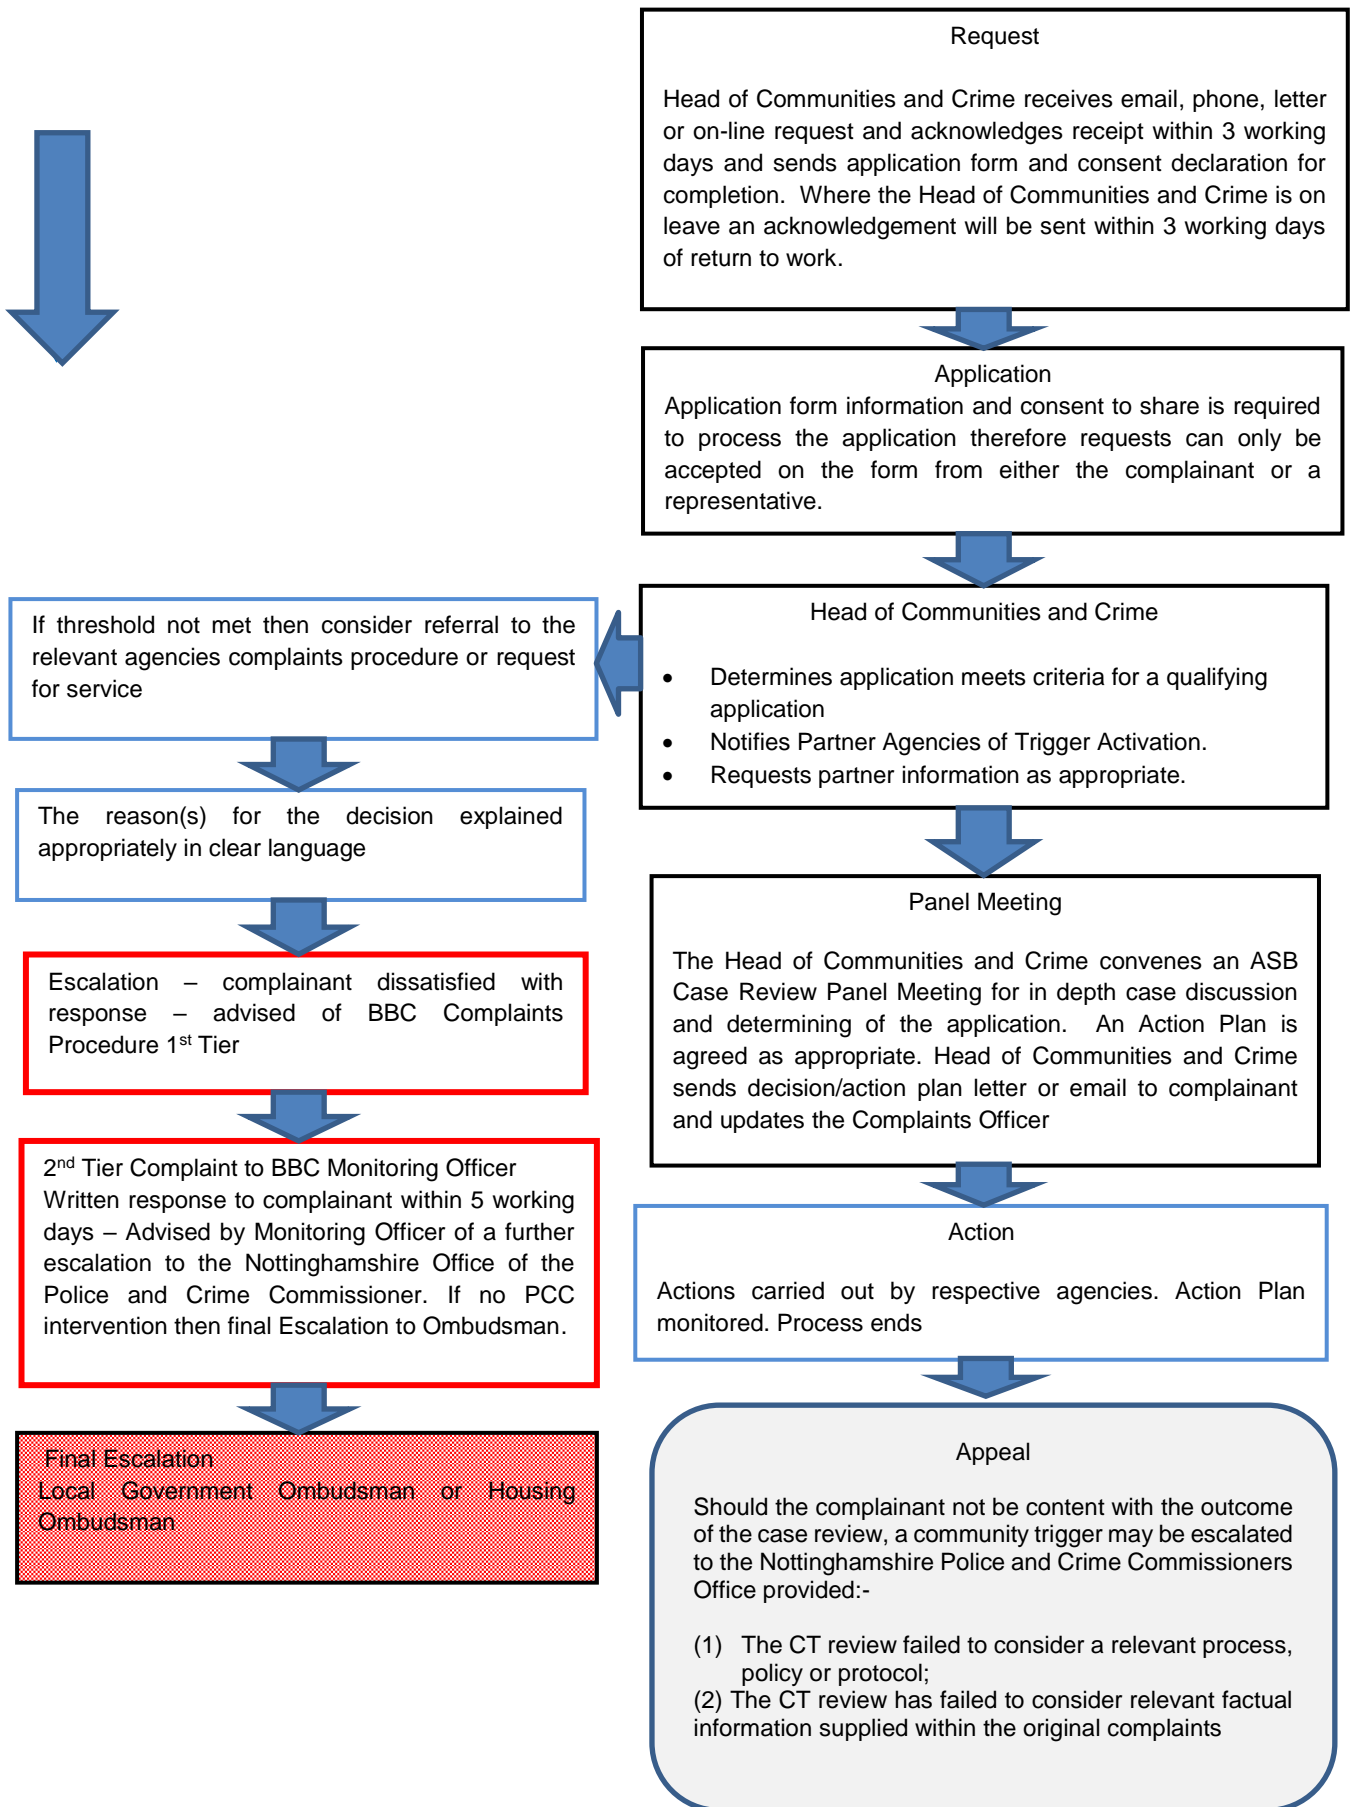 Request
Head of Communities and Crime receives email, phone, letter
or on-line request and acknowledges receipt within 3 working
days and sends application form and consent declaration for
completion.  Where the Head of Communities and Crime is on
leave an acknowledgement will be sent within 3 working days
of return to work.
Application
Application form information and consent to share is required
to process the application therefore requests can only be
accepted on the form from either the complainant or a
representative.
Head of Communities and Crime
• Determines application meets criteria for a qualifying
application
• Notifies Partner Agencies of Trigger Activation.
• Requests partner information as appropriate.
If threshold not met then consider referral to the
relevant agencies complaints procedure or request
for service
The reason(s) for the decision explained
appropriately in clear language
Escalation – complainant dissatisfied with
response – advised of BBC Complaints
Procedure 1st Tier
2nd Tier Complaint to BBC Monitoring Officer
Written response to complainant within 5 working
days – Advised by Monitoring Officer of a further
escalation to the Nottinghamshire Office of the
Police and Crime Commissioner. If no PCC
intervention then final Escalation to Ombudsman.
Final Escalation
Local Government Ombudsman or Housing
Ombudsman
Panel Meeting
The Head of Communities and Crime convenes an ASB
Case Review Panel Meeting for in depth case discussion
and determining of the application.  An Action Plan is
agreed as appropriate. Head of Communities and Crime
sends decision/action plan letter or email to complainant
and updates the Complaints Officer
Action
Actions carried out by respective agencies. Action Plan
monitored. Process ends
Appeal
Should the complainant not be content with the outcome
of the case review, a community trigger may be escalated
to the Nottinghamshire Police and Crime Commissioners
Office provided:-
(1) The CT review failed to consider a relevant process,
policy or protocol;
(2) The CT review has failed to consider relevant factual
information supplied within the original complaints